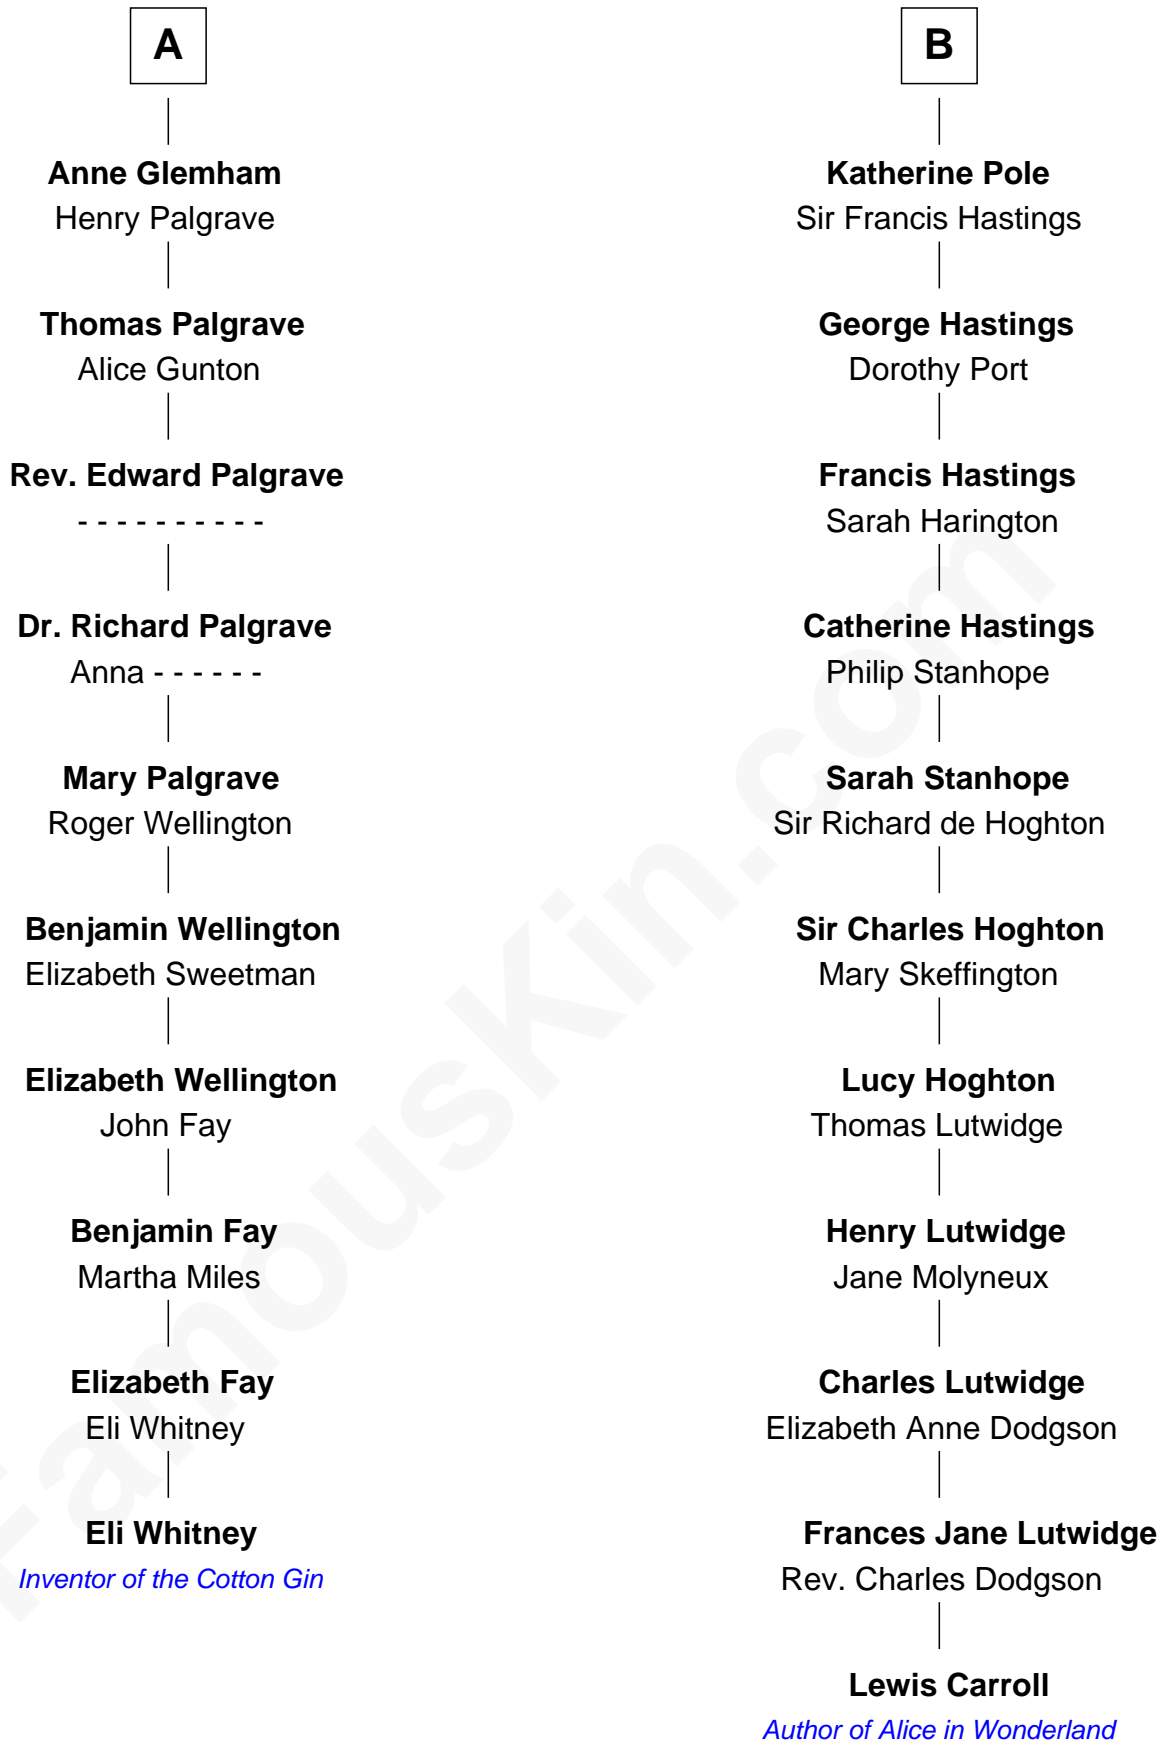 A
Anne Glemham
Henry Palgrave
Thomas Palgrave
Alice Gunton
Rev. Edward Palgrave
- - - - - - - - - -
Dr. Richard Palgrave
Anna - - - - - -
Mary Palgrave
Roger Wellington
Benjamin Wellington
Elizabeth Sweetman
Elizabeth Wellington
John Fay
Benjamin Fay
Martha Miles
Elizabeth Fay
Eli Whitney
Eli Whitney
Inventor of the Cotton Gin
B
Katherine Pole
Sir Francis Hastings
George Hastings
Dorothy Port
Francis Hastings
Sarah Harington
Catherine Hastings
Philip Stanhope
Sarah Stanhope
Sir Richard de Hoghton
Sir Charles Hoghton
Mary Skeffington
Lucy Hoghton
Thomas Lutwidge
Henry Lutwidge
Jane Molyneux
Charles Lutwidge
Elizabeth Anne Dodgson
Frances Jane Lutwidge
Rev. Charles Dodgson
Lewis Carroll
Author of Alice in Wonderland
FamousKin.com